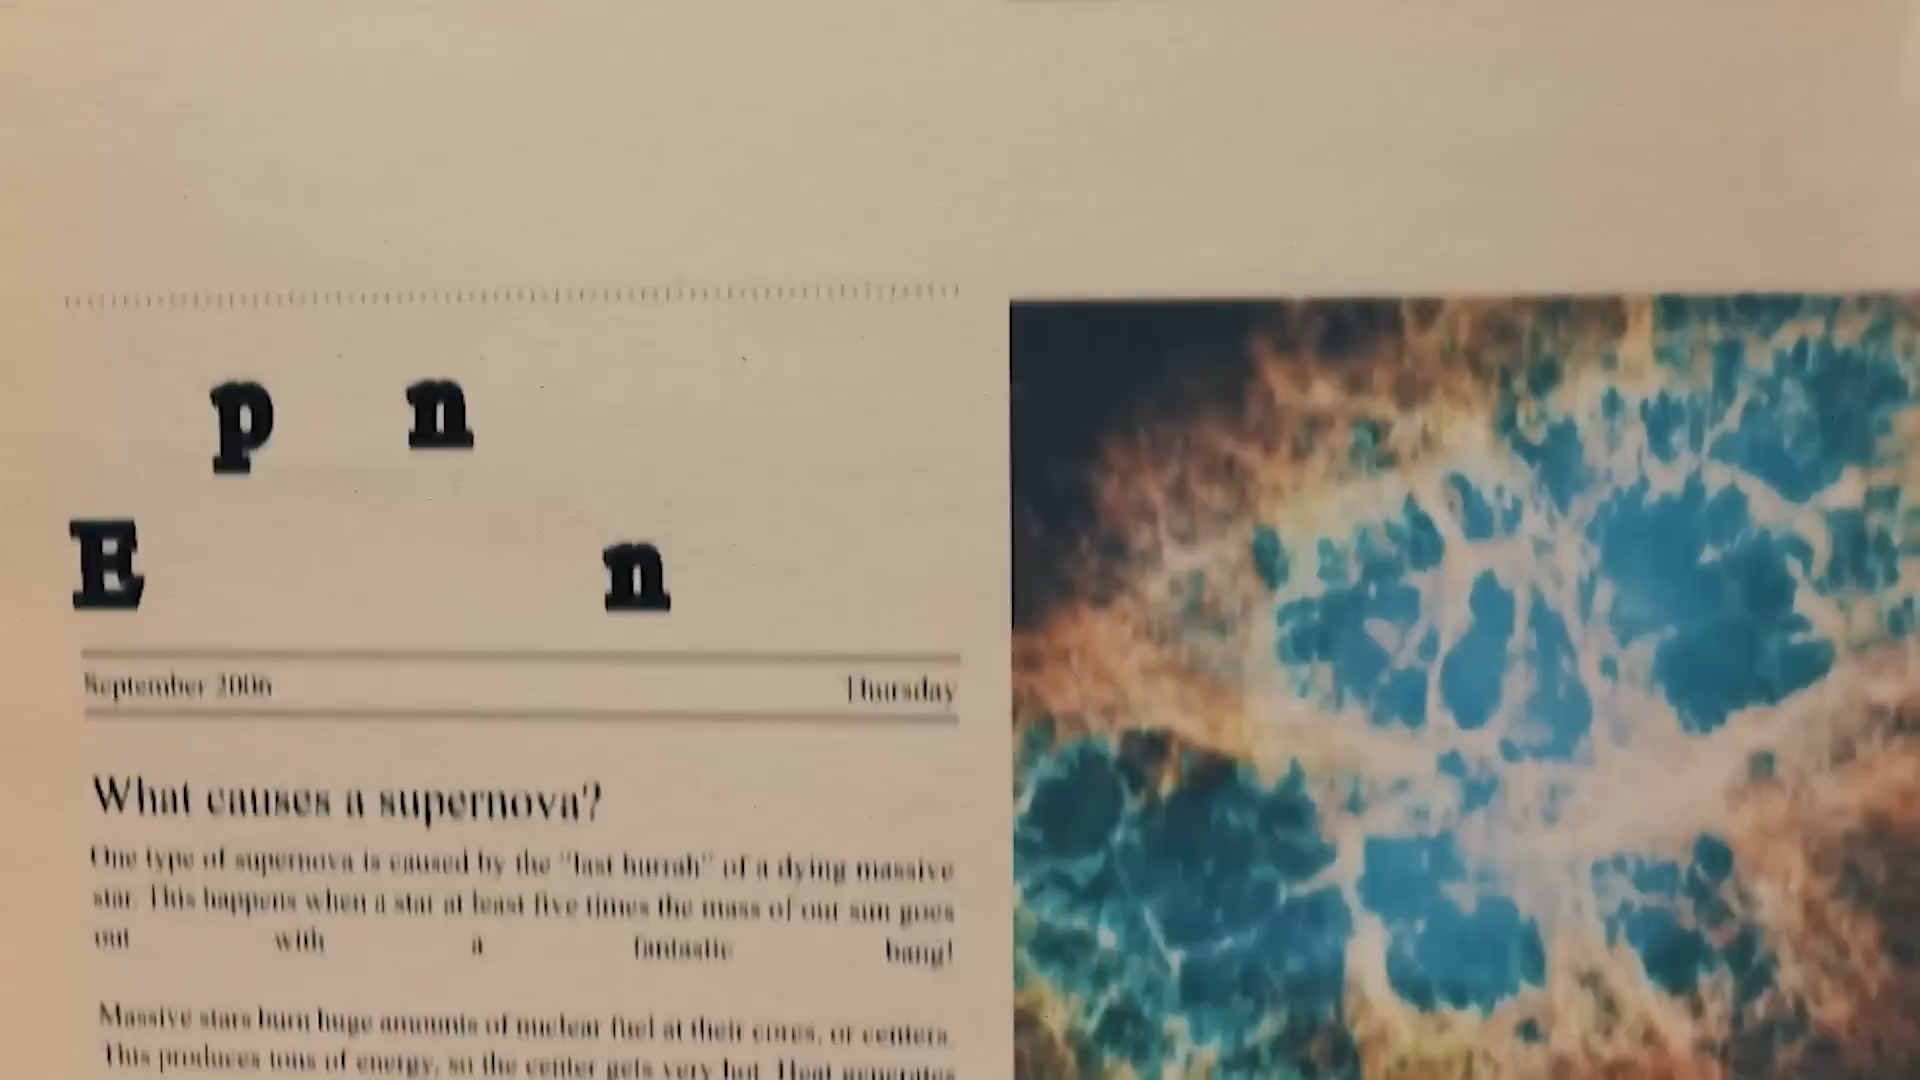 p n
E n
September 2006 Thursday
What causes a supernova?
One type of supernova is caused by the "last hurrah" of a dying massive
star. This happens when a star at least five times the mass of our sun goes
out with a fantastic bang!
Massive stars burn huge amounts of nuclear fuel at their cores, or centers.
This produces tons of energy, so the center gets very hot. Heat generates